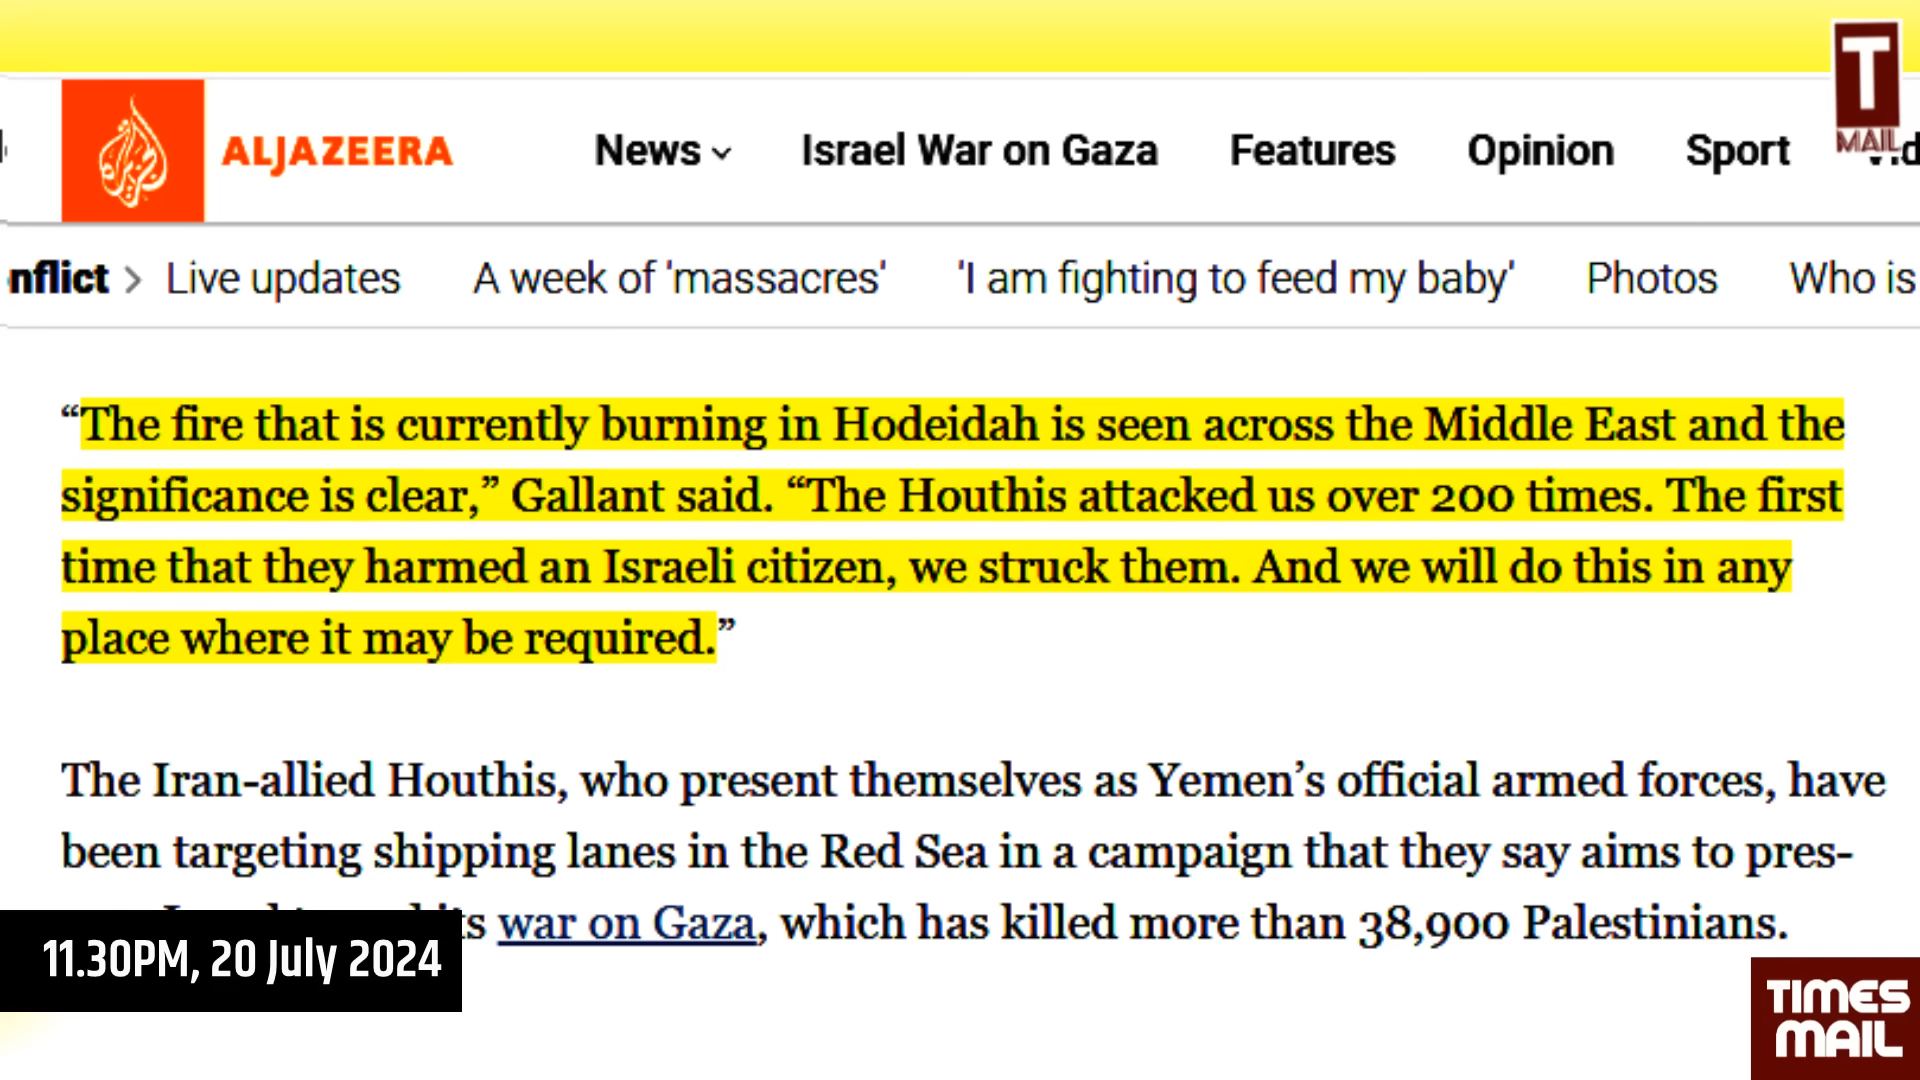 T
MAIL
ALJAZEERA News Israel War on Gaza Features Opinion Sport
nflict > Live updates A week of 'massacres' 'I am fighting to feed my baby' Photos Who is
“The fire that is currently burning in Hodeidah is seen across the Middle East and the
significance is clear,” Gallant said. “The Houthis attacked us over 200 times. The first
time that they harmed an Israeli citizen, we struck them. And we will do this in any
place where it may be required.”
The Iran-allied Houthis, who present themselves as Yemen’s official armed forces, have
been targeting shipping lanes in the Red Sea in a campaign that they say aims to pres-
war on Gaza, which has killed more than 38,900 Palestinians.
11.30PM, 20 July 2024
TIMES
MAIL